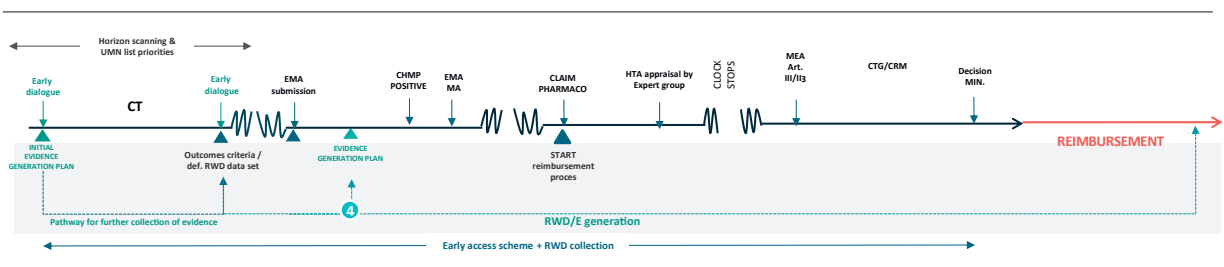 Horizon scanning &
UMN list priorities
Early
dialogue
CT
Early
dialogue
EMA
submission
CHMP
POSITIVE
EMA
MA
CLAIM
PHARMACO
HTA appraisal by
Expert group
CLOCK
STOPS
MEA
Art.
III/II3
CTG/CRM
Decision
MIN.
INITIAL
EVIDENCE
GENERATION PLAN
Outcomes criteria /
def. RWD data set
EVIDENCE
GENERATION PLAN
START
reimbursement
proces
REIMBURSEMENT
4
Pathway for further collection of evidence
RWD/E generation
Early access scheme + RWD collection